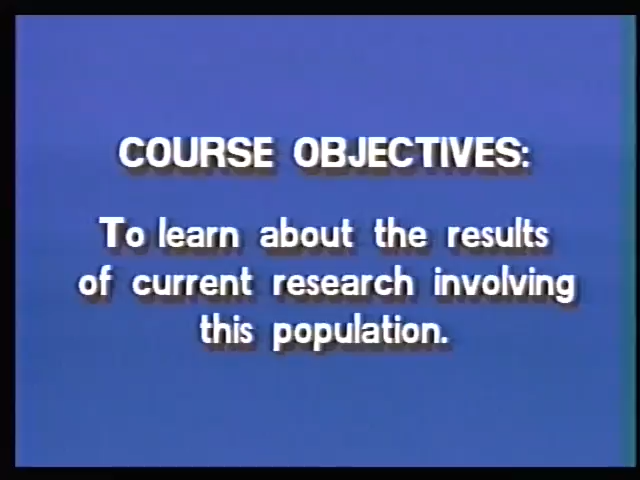 COURSE OBJECTIVES:
To learn about the results
of current research involving
this population.